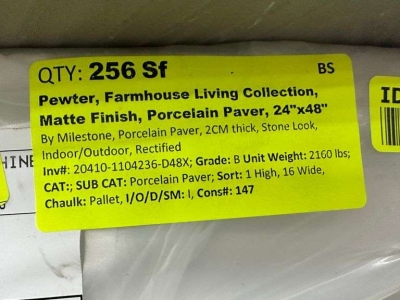 QTY: 256 Sf
BS
Pewter, Farmhouse Living Collection,
Matte Finish, Porcelain Paver, 24"x48"
By Milestone, Porcelain Paver, 2CM thick, Stone Look,
Indoor/Outdoor, Rectified
Inv#: 20410-1104236-D48X; Grade: B Unit Weight: 2160 lbs;
CAT:; SUB CAT: Porcelain Paver; Sort: 1 High, 16 Wide,
Chaulk: Pallet, I/O/D/SM: I, Cons#: 147
HINE
ID